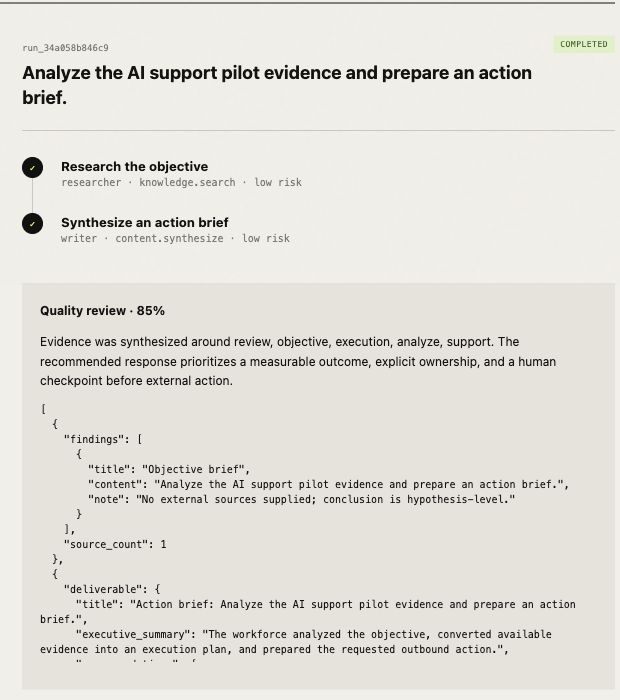 run_34a058b846c9
COMPLETED
Analyze the AI support pilot evidence and prepare an action
brief.
Research the objective
researcher · knowledge.search · low risk
Synthesize an action brief
writer · content.synthesize · low risk
Quality review · 85%
Evidence was synthesized around review, objective, execution, analyze, support. The
recommended response prioritizes a measurable outcome, explicit ownership, and a human
checkpoint before external action.
[
  {
    "findings": [
      {
        "title": "Objective brief",
        "content": "Analyze the AI support pilot evidence and prepare an action brief.",
        "note": "No external sources supplied; conclusion is hypothesis-level."
      }
    ],
    "source_count": 1
  },
  {
    "deliverable": {
      "title": "Action brief: Analyze the AI support pilot evidence and prepare an action
brief.",
      "executive_summary": "The workforce analyzed the objective, converted available
evidence into an execution plan, and prepared the requested outbound action.",